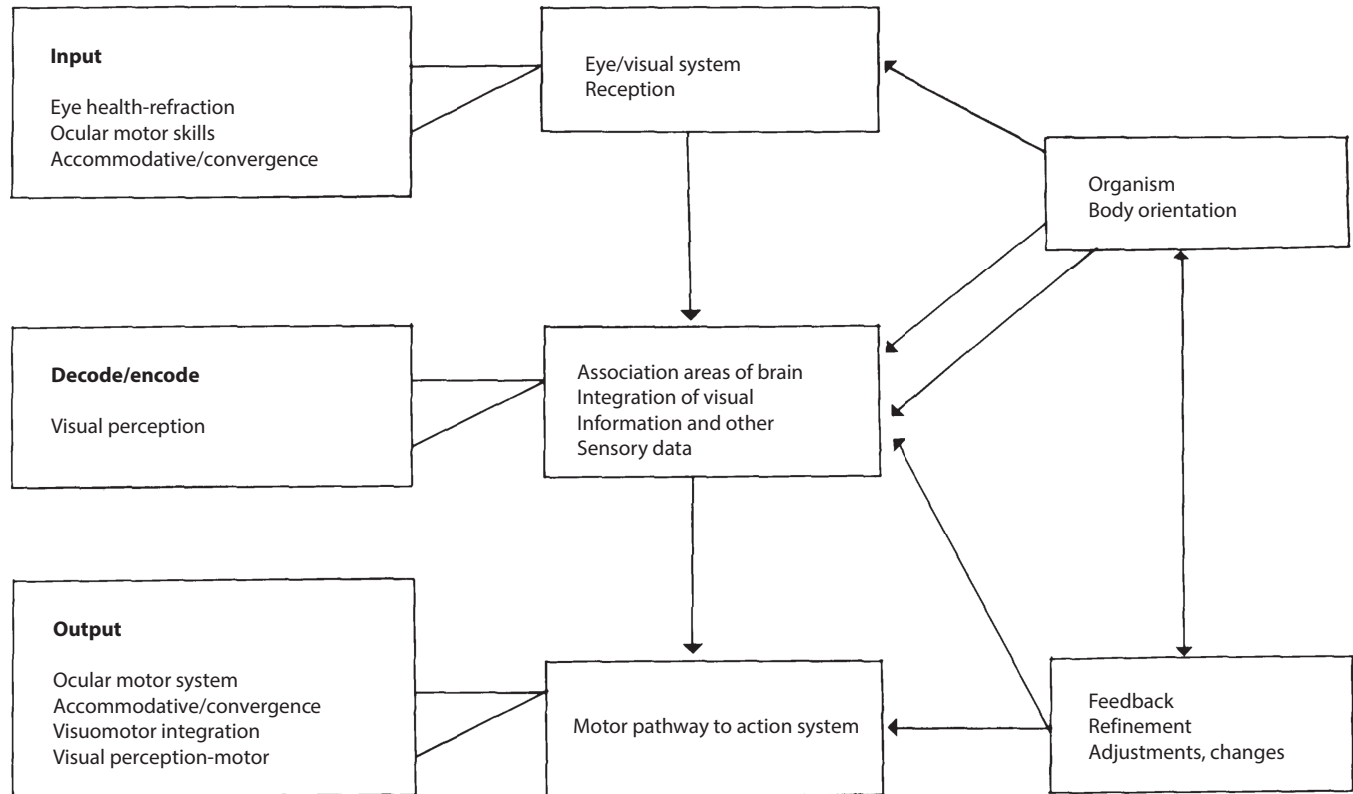 Input
Eye health-refraction
Ocular motor skills
Accommodative/convergence
Eye/visual system
Reception
Organism
Body orientation
Decode/encode
Visual perception
Association areas of brain
Integration of visual
Information and other
Sensory data
Output
Ocular motor system
Accommodative/convergence
Visuomotor integration
Visual perception-motor
Motor pathway to action system
Feedback
Refinement
Adjustments, changes